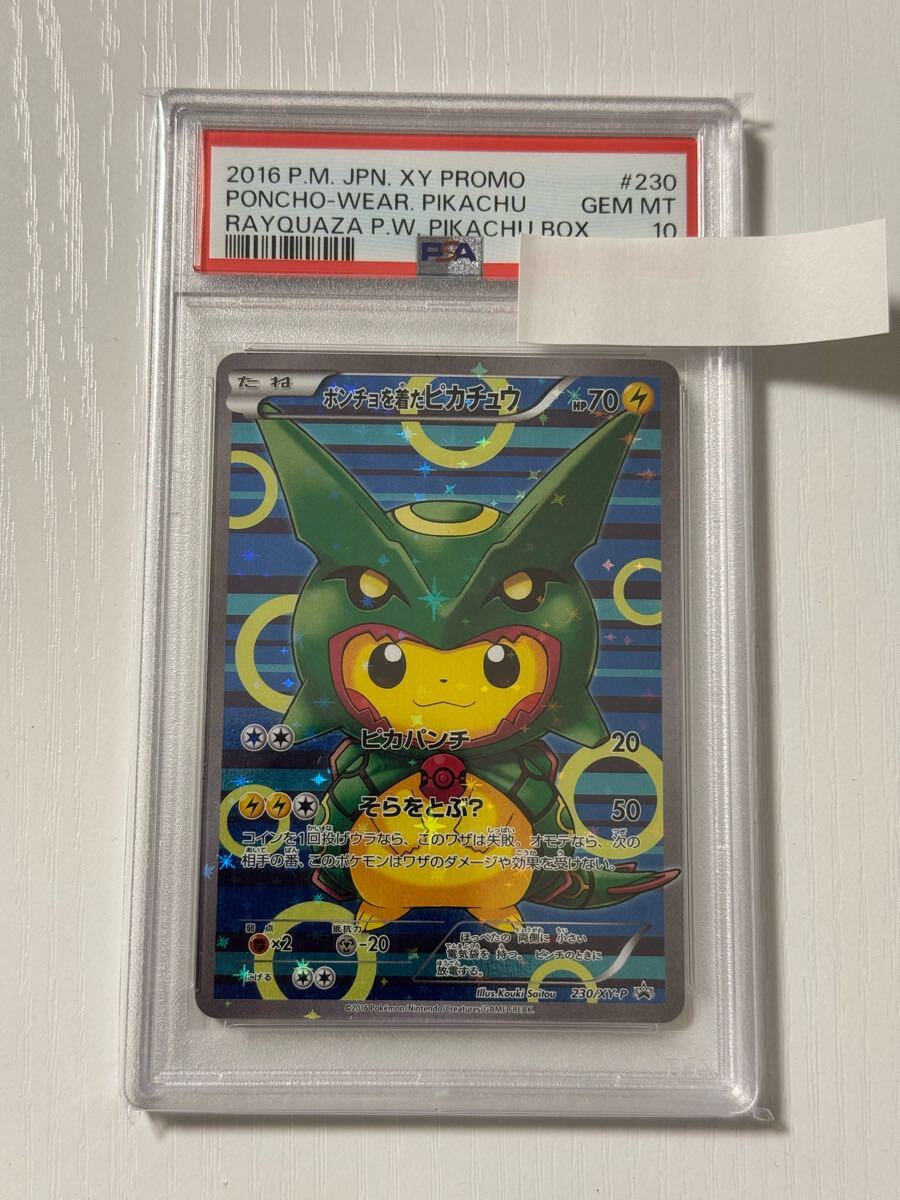 2016 P.M. JPN. XY PROMO #230
PONCHO-WEAR. PIKACHU GEM MT
RAYQUAZA P.W. PIKACHU BOX 10
PSA
たね ポンチョを着たピカチュウ HP70
ピカパンチ 20
そらをとぶ? 50
コインを1回投げウラなら、このワザは失敗。オモテなら、次の
相手の番、このポケモンはワザのダメージや効果を受けない。
弱点 抵抗力
×2 -20
にげる
ほっぺたの 両側に 小さい
電気袋を 持つ。ピンチのときに
放電する。
Illus. Kouki Saitou 230/XY-P
©2016 Pokémon/Nintendo/Creatures/GAME FREAK.